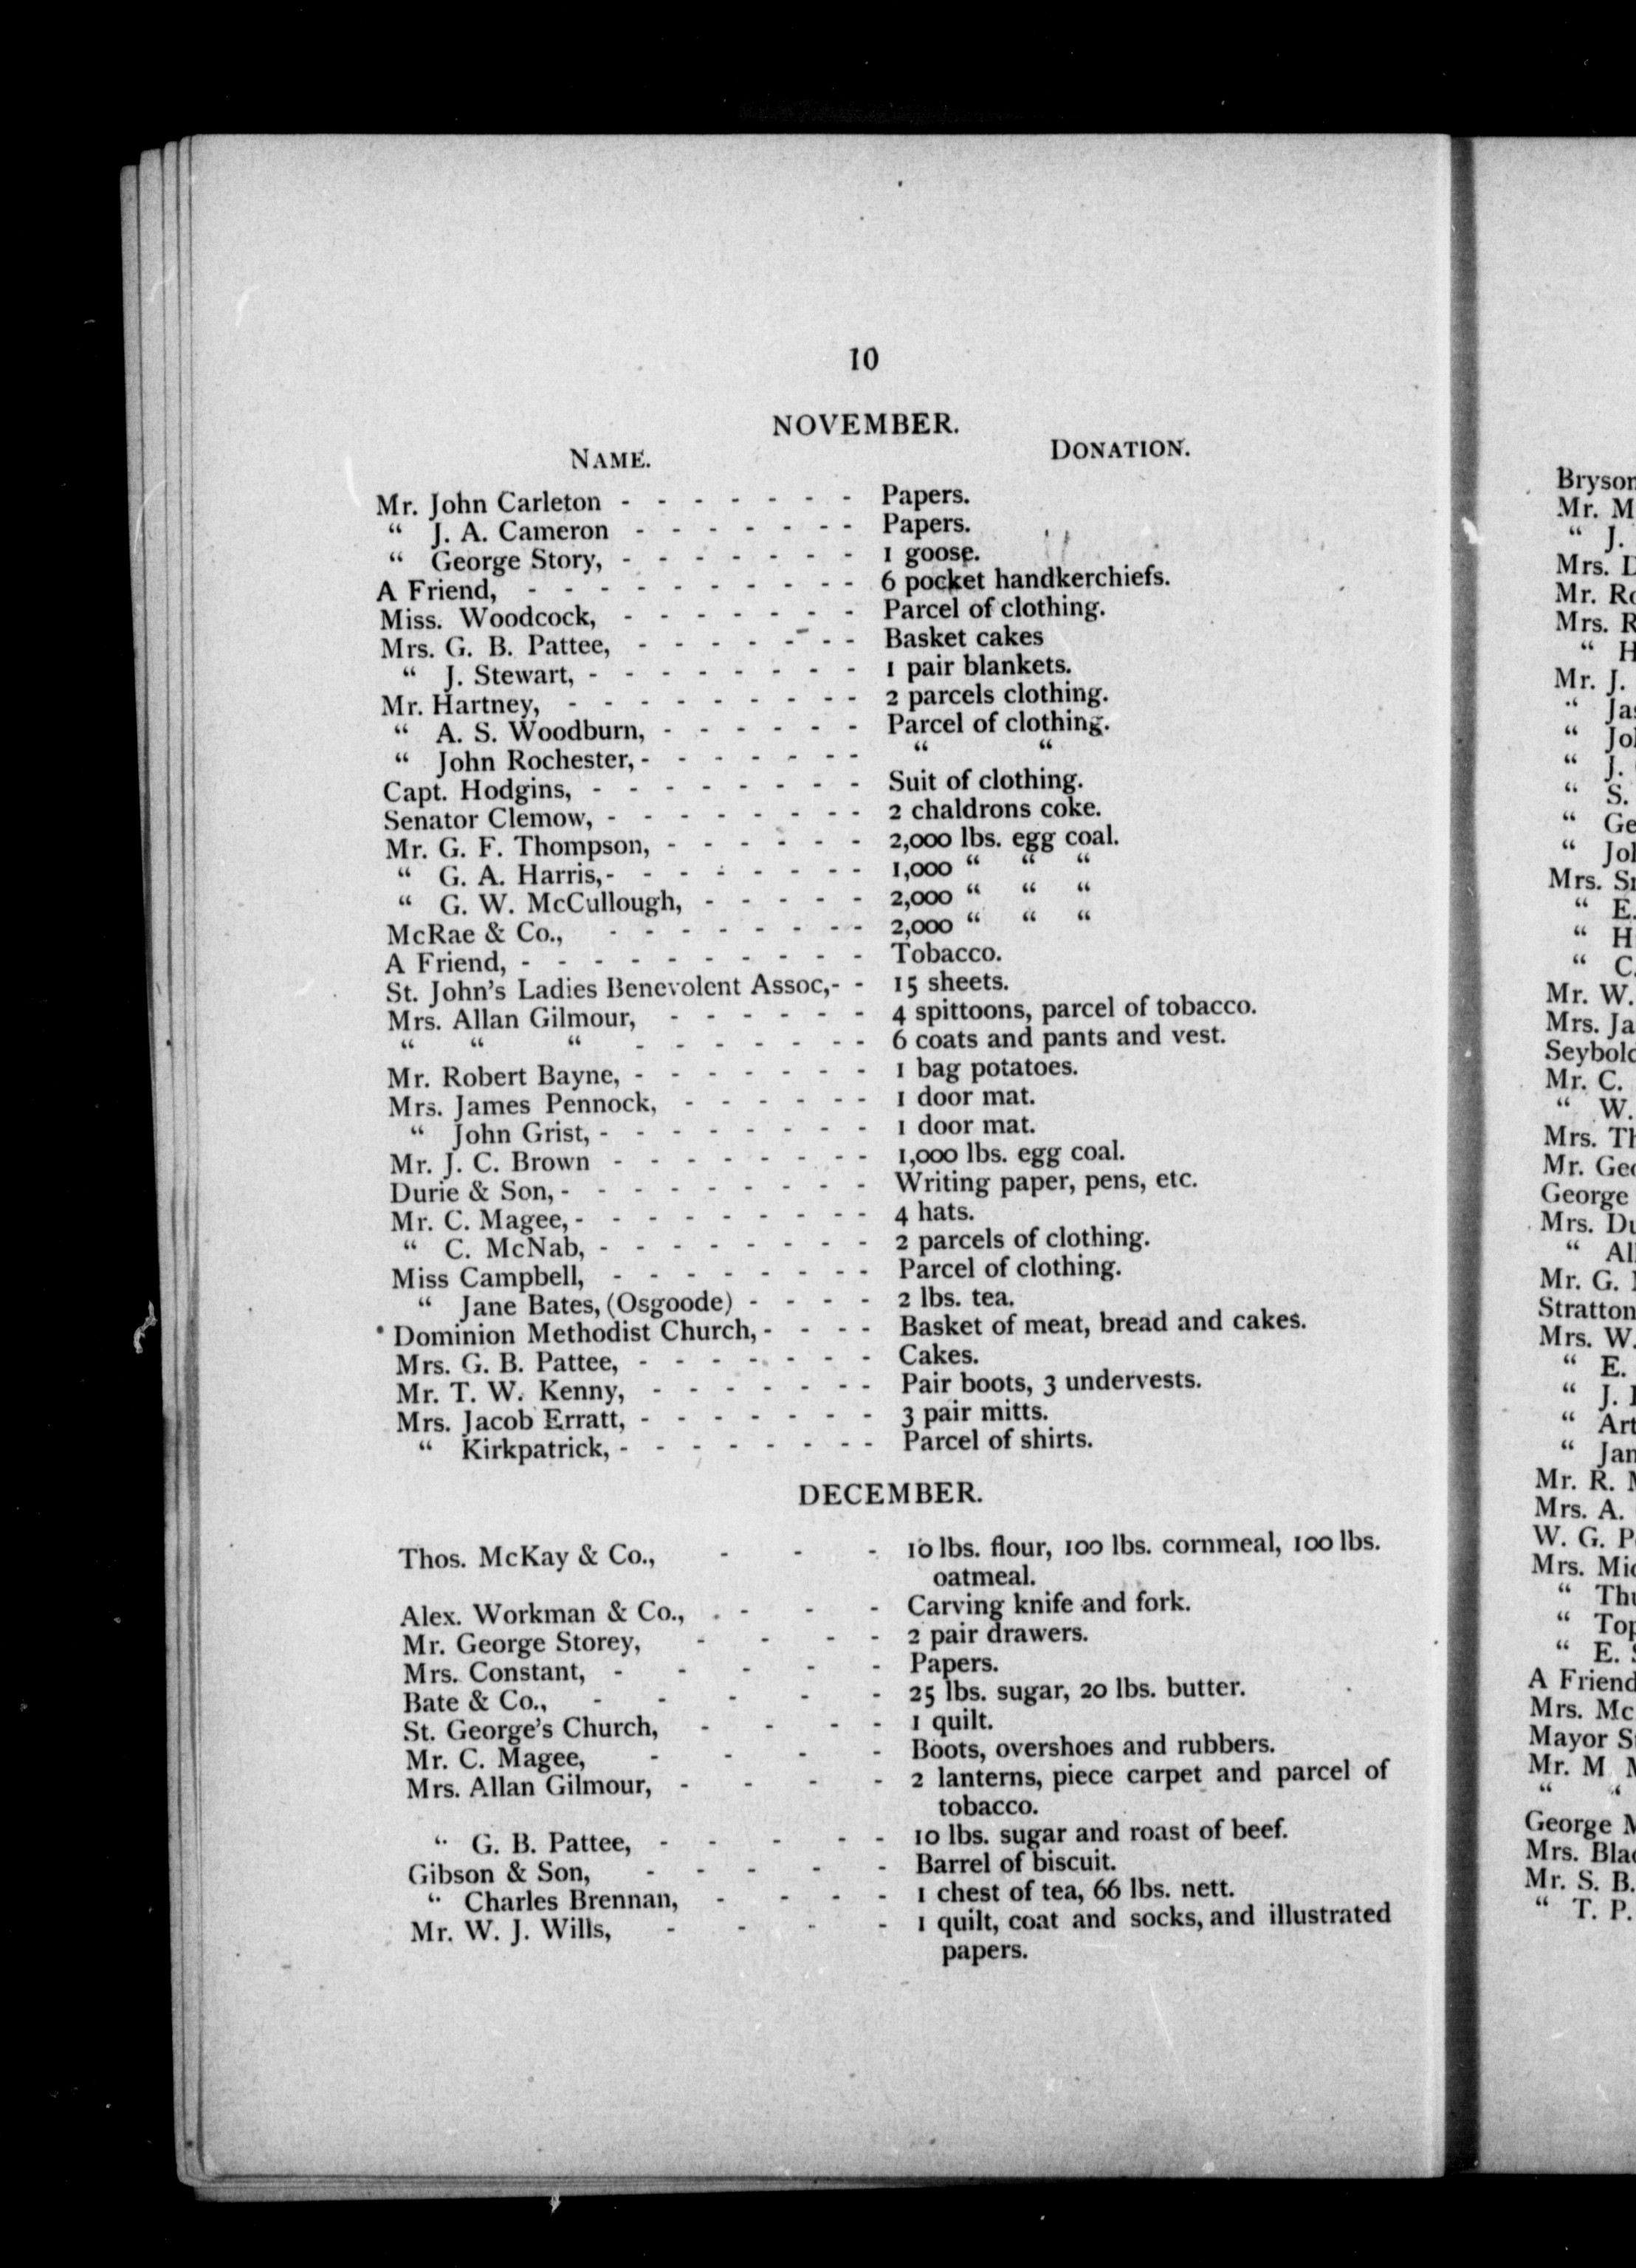 10
NOVEMBER.
NAME. DONATION.
Mr. John Carleton - - - - - - - Papers.
“ J. A. Cameron - - - - - - - Papers.
“ George Story, - - - - - - - 1 goose.
A Friend, - - - - - - - - - 6 pocket handkerchiefs.
Miss. Woodcock, - - - - - - - Parcel of clothing.
Mrs. G. B. Pattee, - - - - - - - Basket cakes
“ J. Stewart, - - - - - - - - 1 pair blankets.
Mr. Hartney, - - - - - - - - - 2 parcels clothing.
“ A. S. Woodburn, - - - - - - Parcel of clothing.
“ John Rochester, - - - - - - - “ “
Capt. Hodgins, - - - - - - - - Suit of clothing.
Senator Clemow, - - - - - - - - 2 chaldrons coke.
Mr. G. F. Thompson, - - - - - - 2,000 lbs. egg coal.
“ G. A. Harris, - - - - - - - - 1,000 “ “ “
“ G. W. McCullough, - - - - - 2,000 “ “ “
McRae & Co., - - - - - - - - 2,000 “ “ “
A Friend, - - - - - - - - - - Tobacco.
St. John's Ladies Benevolent Assoc,- - 15 sheets.
Mrs. Allan Gilmour, - - - - - - 4 spittoons, parcel of tobacco.
“ “ “ - - - - - - - 6 coats and pants and vest.
Mr. Robert Bayne, - - - - - - - 1 bag potatoes.
Mrs. James Pennock, - - - - - - 1 door mat.
“ John Grist, - - - - - - - - 1 door mat.
Mr. J. C. Brown - - - - - - - - 1,000 lbs. egg coal.
Durie & Son, - - - - - - - - - Writing paper, pens, etc.
Mr. C. Magee, - - - - - - - - - 4 hats.
“ C. McNab, - - - - - - - - 2 parcels of clothing.
Miss Campbell, - - - - - - - - Parcel of clothing.
“ Jane Bates, (Osgoode) - - - - 2 lbs. tea.
Dominion Methodist Church, - - - - Basket of meat, bread and cakes.
Mrs. G. B. Pattee, - - - - - - - Cakes.
Mr. T. W. Kenny, - - - - - - - Pair boots, 3 undervests.
Mrs. Jacob Erratt, - - - - - - - 3 pair mitts.
“ Kirkpatrick, - - - - - - - - Parcel of shirts.
DECEMBER.
Thos. McKay & Co., - - - 10 lbs. flour, 100 lbs. cornmeal, 100 lbs.
oatmeal.
Alex. Workman & Co., - - - Carving knife and fork.
Mr. George Storey, - - - - 2 pair drawers.
Mrs. Constant, - - - - - Papers.
Bate & Co., - - - - - 25 lbs. sugar, 20 lbs. butter.
St. George's Church, - - - - 1 quilt.
Mr. C. Magee, - - - - Boots, overshoes and rubbers.
Mrs. Allan Gilmour, - - - - 2 lanterns, piece carpet and parcel of
tobacco.
“ G. B. Pattee, - - - - - 10 lbs. sugar and roast of beef.
Gibson & Son, - - - - - Barrel of biscuit.
“ Charles Brennan, - - - - 1 chest of tea, 66 lbs. nett.
Mr. W. J. Wills, - - - - 1 quilt, coat and socks, and illustrated
papers.